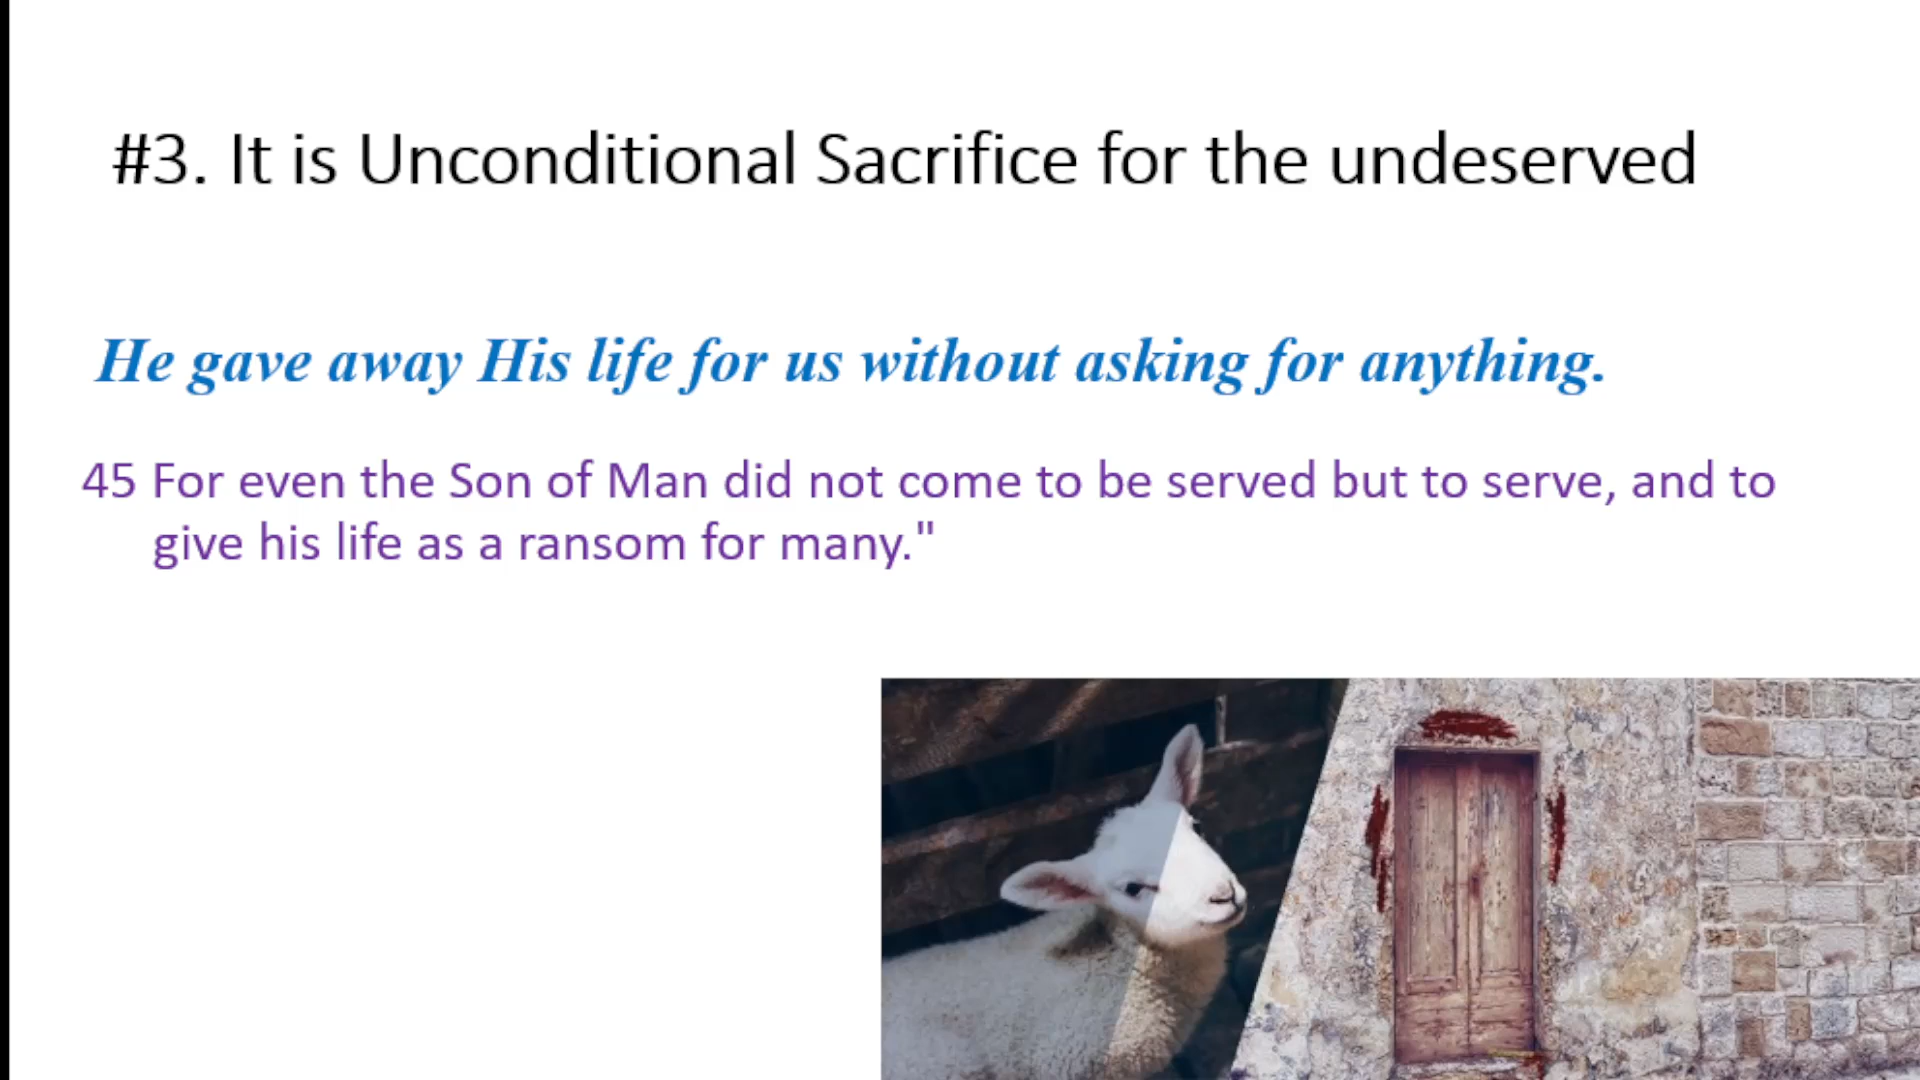 #3. It is Unconditional Sacrifice for the undeserved
He gave away His life for us without asking for anything.
45 For even the Son of Man did not come to be served but to serve, and to
give his life as a ransom for many."